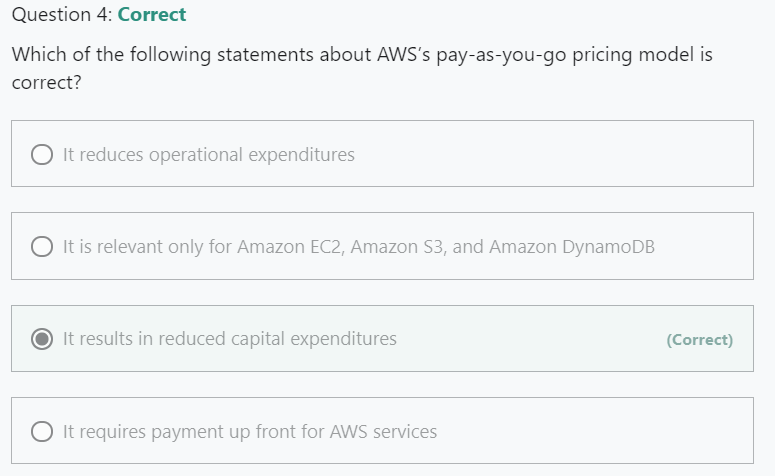 Question 4: Correct
Which of the following statements about AWS’s pay-as-you-go pricing model is
correct?
It reduces operational expenditures
It is relevant only for Amazon EC2, Amazon S3, and Amazon DynamoDB
It results in reduced capital expenditures (Correct)
It requires payment up front for AWS services